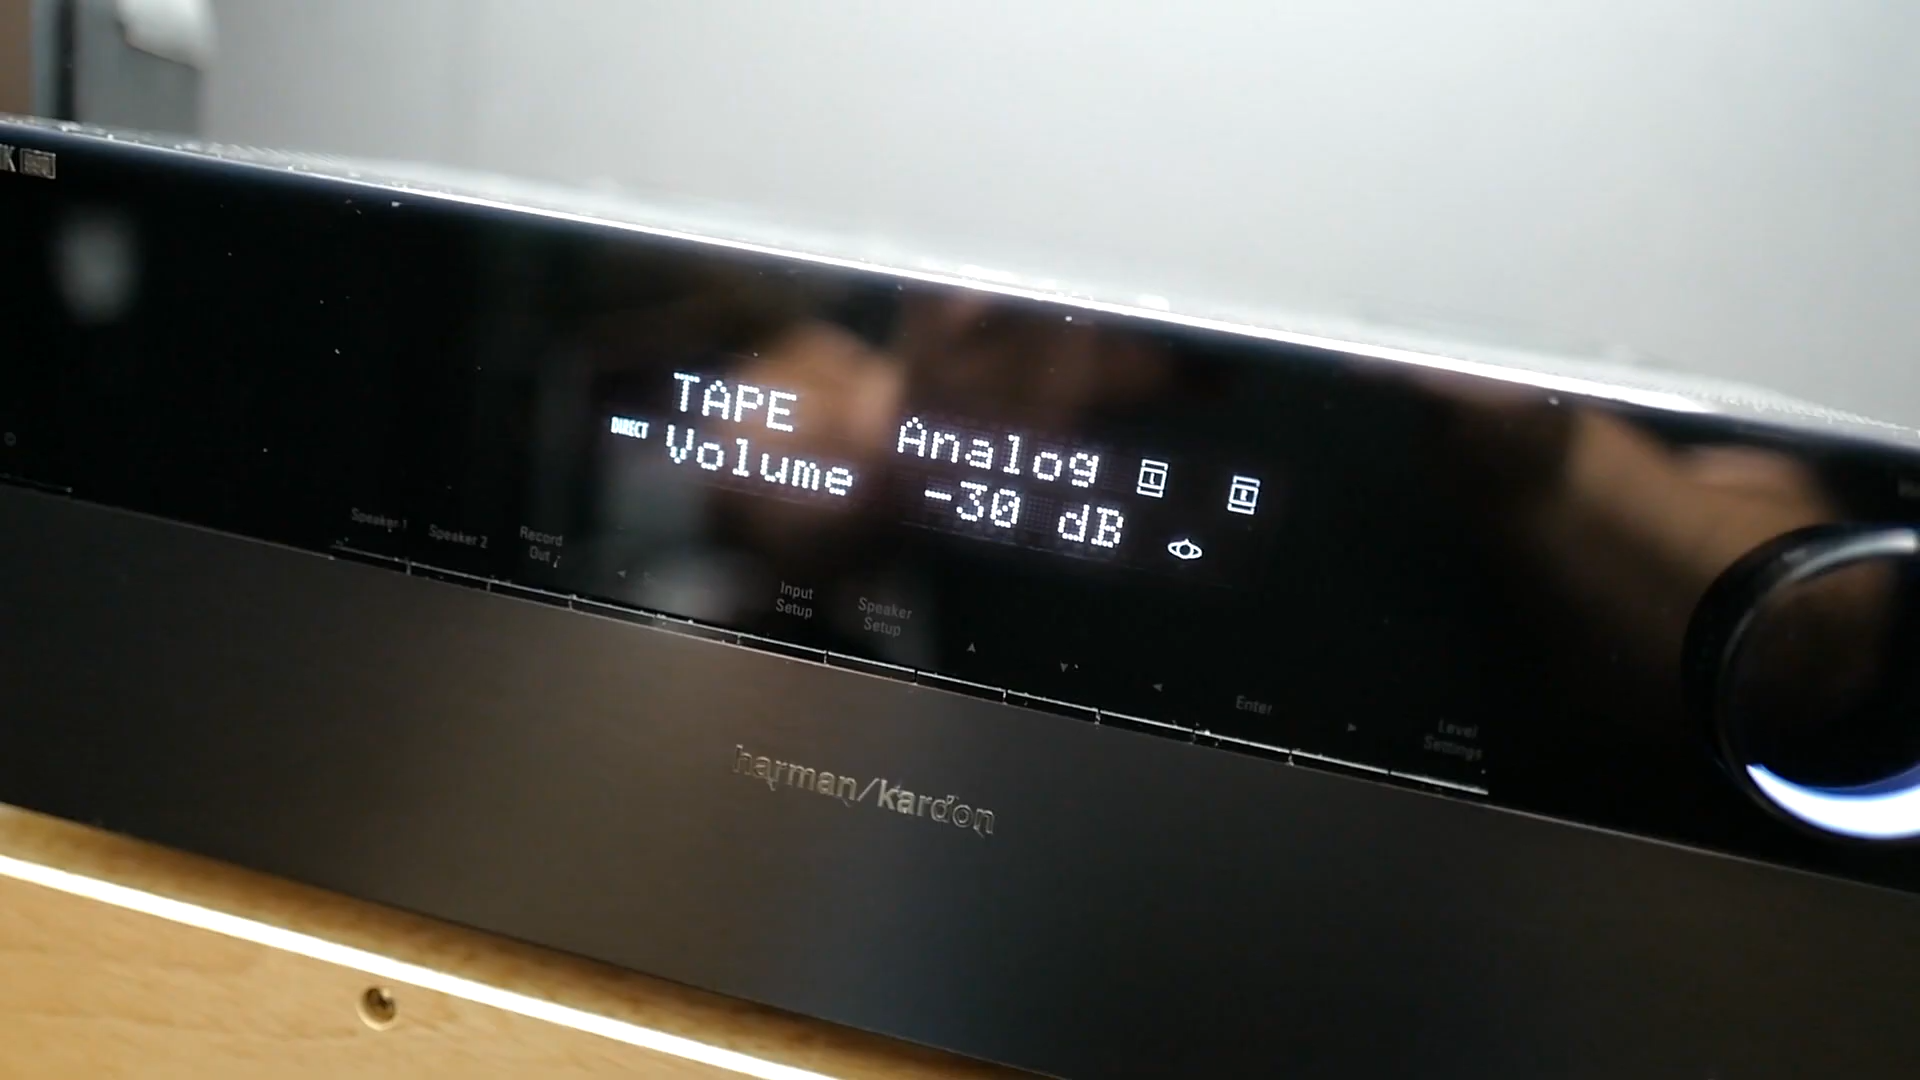 TAPE Analog
DIRECT Volume -30 dB
Speaker 1 Speaker 2 Record Out
Input Setup
Speaker Setup
Enter
Level Settings
harman/kardon